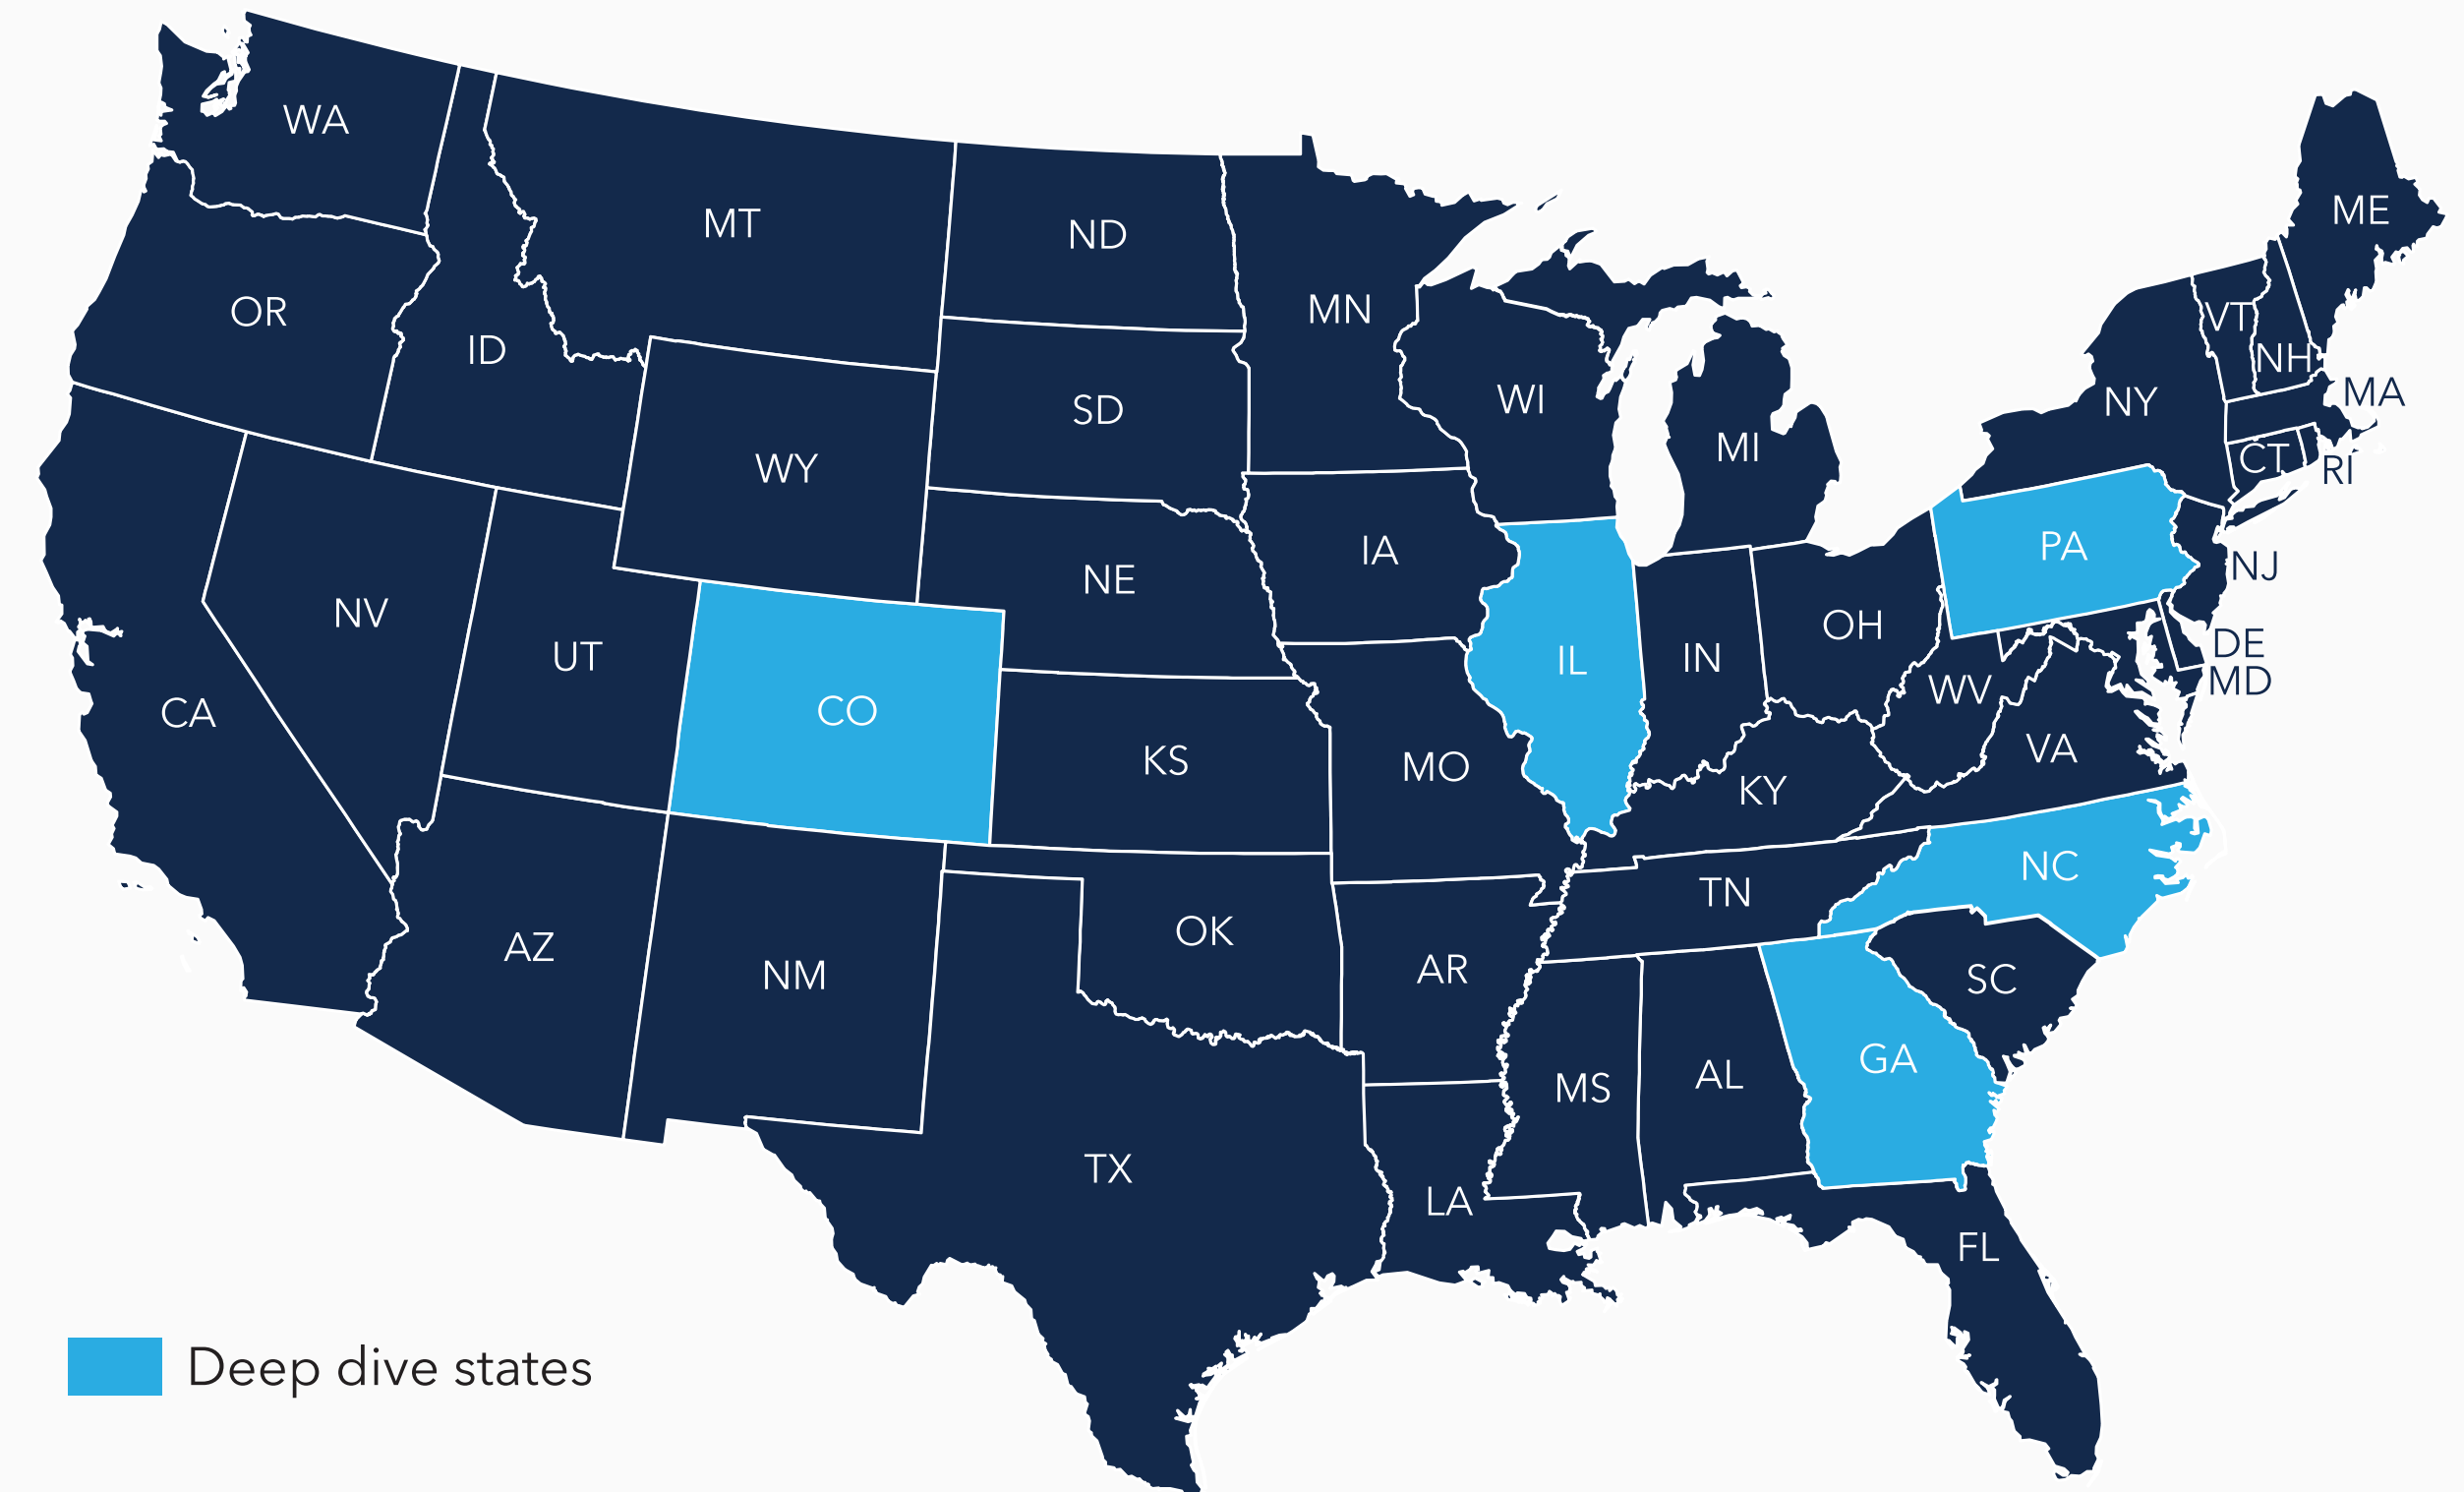 WA
MT
ND
ME
OR
MN
VT
ID
NH
SD
WI
NY
MA
MI
WY
CT
RI
PA
IA
NJ
NE
NV
OH
UT
IL
IN
DE
MD
WV
CA
CO
VA
KS
MO
KY
NC
TN
OK
AZ
AR
NM
SC
GA
AL
MS
TX
LA
FL
Deep dive states